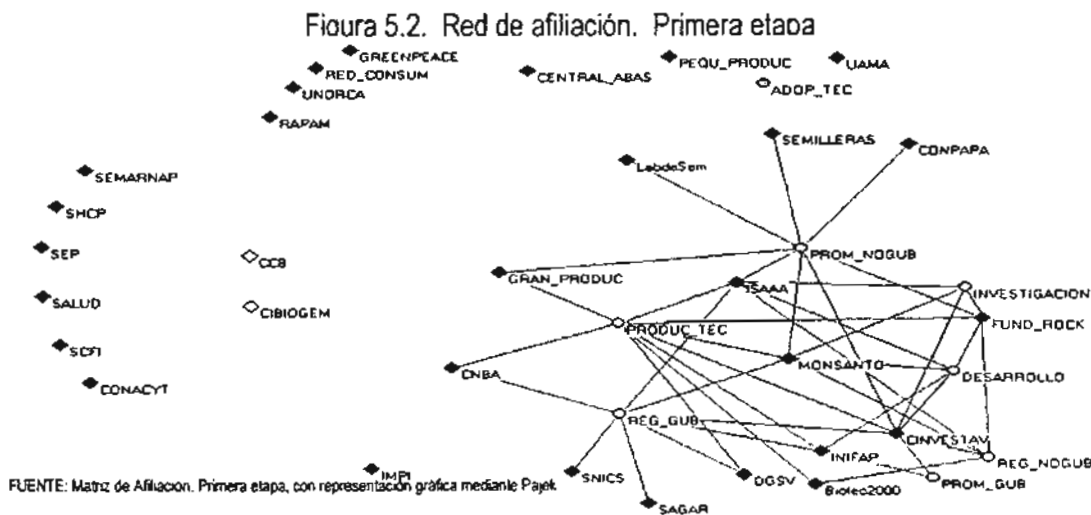 Figura 5.2. Red de afiliación. Primera etapa
GREENPEACE
RED_CONSUM
UNORCA
RAPAM
CENTRAL_ABAS
PEQU_PRODUC
UAMA
ADOP_TEC
SEMILLERAS
CONPAPA
LabdeSem
SEMARNAP
SHCP
SEP
SALUD
SCFI
CONACYT
CCB
CIBIOGEM
GRAN_PRODUC
PROM_NOGUB
ISAAA
INVESTIGACION
PRODUC_TEC
FUND_ROCK
CNBA
MONSANTO
DESARROLLO
REG_GUB
CINVESTAV
INIFAP
REG_NOGUB
IMPI
SNICS
DGSV
Biotec2000
PROM_GUB
SAGAR
FUENTE: Matriz de Afiliación. Primera etapa, con representación gráfica mediante Pajek